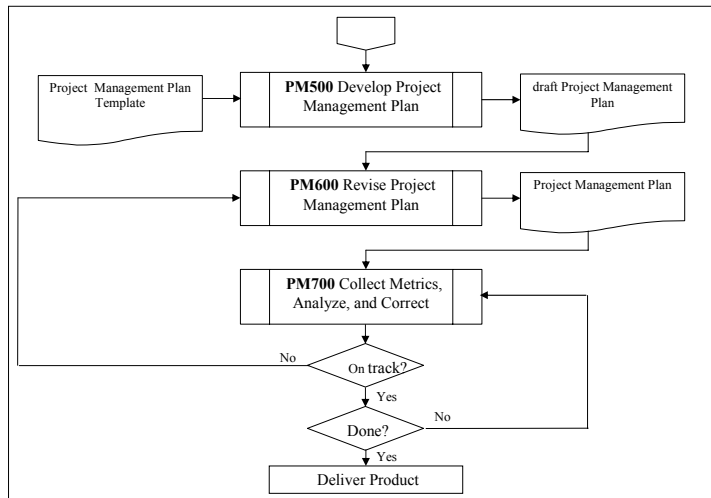 Project Management Plan
Template
PM500 Develop Project
Management Plan
draft Project Management
Plan
PM600 Revise Project
Management Plan
Project Management Plan
PM700 Collect Metrics,
Analyze, and Correct
No
On track?
Yes
No
Done?
Yes
Deliver Product